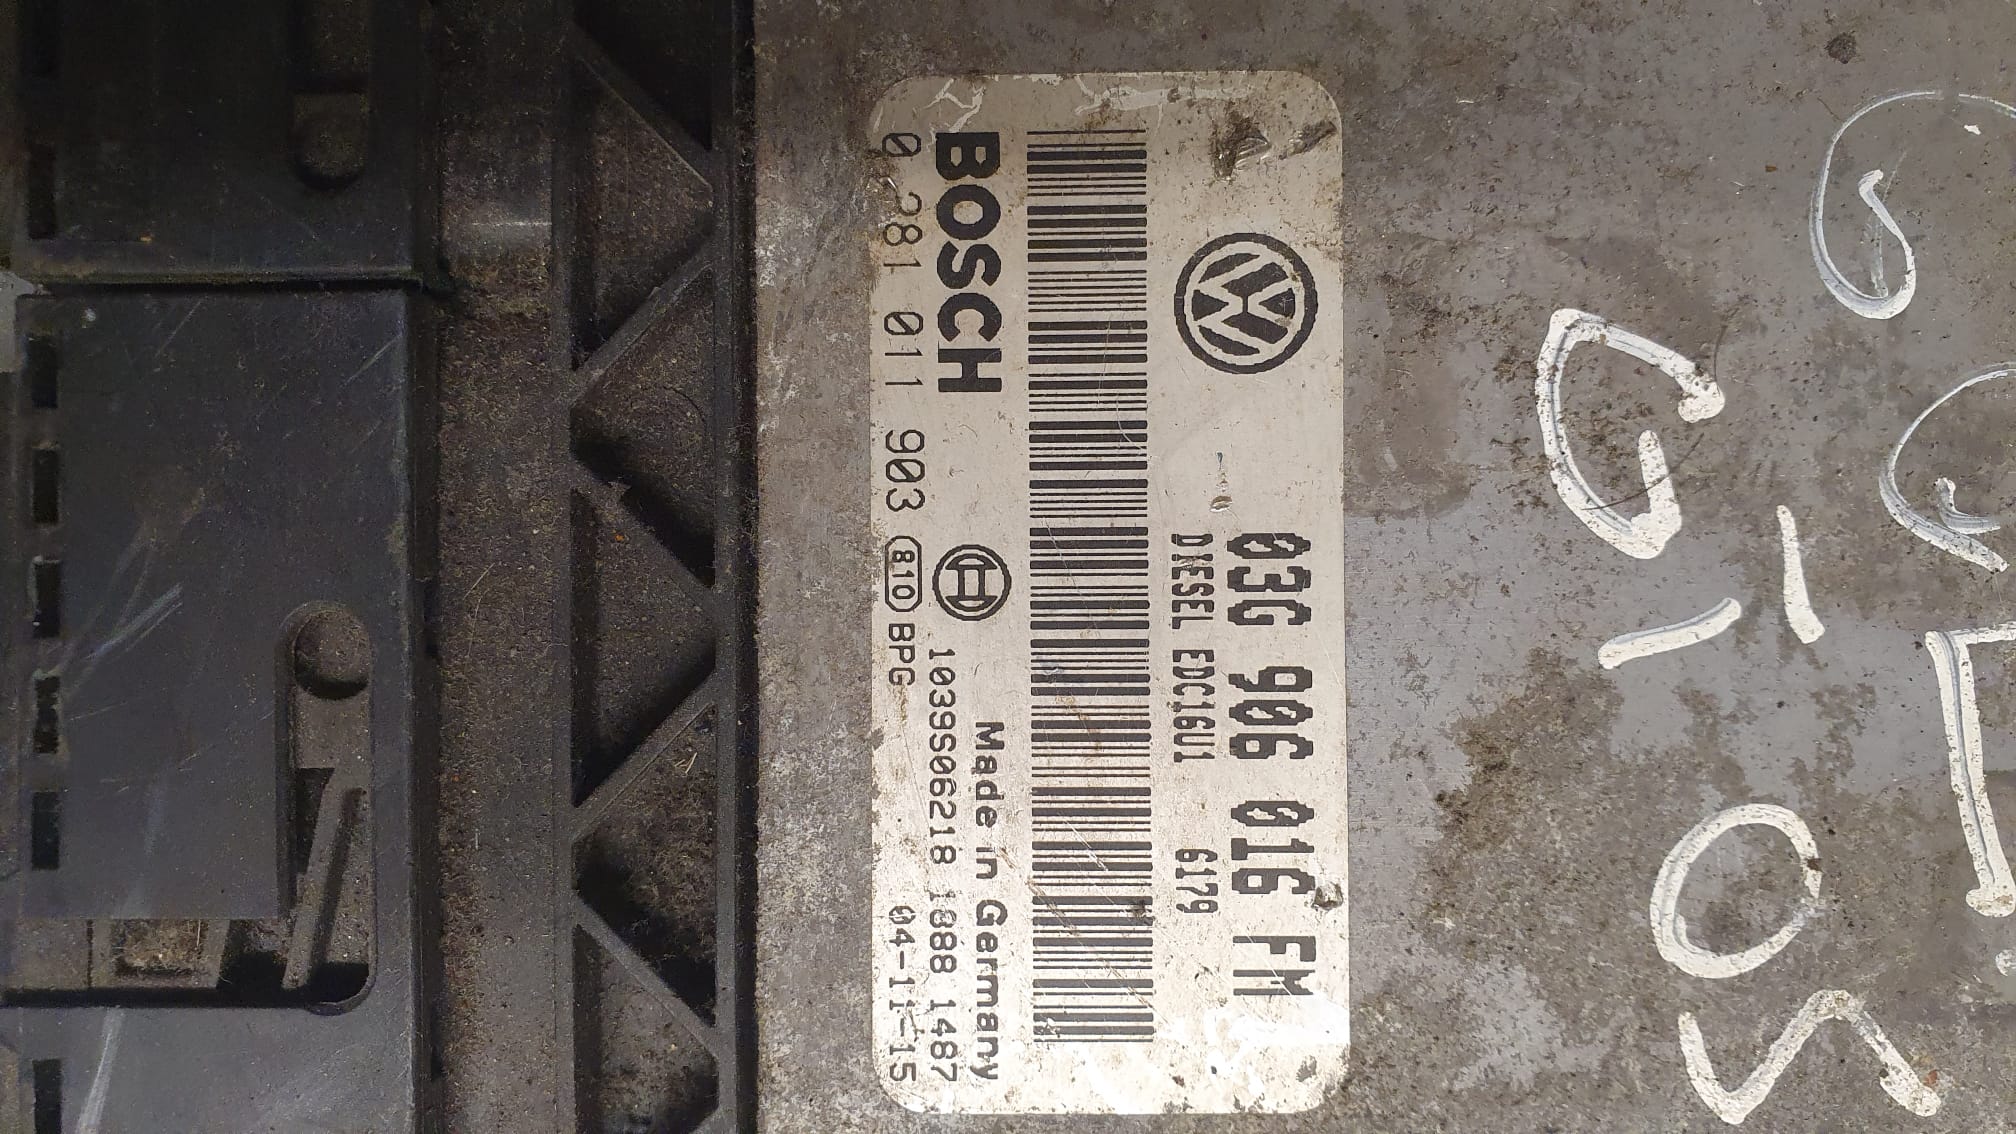 03G 906 016 FM
DIESEL EDC16U1 6179
BOSCH
Made in Germany
1039S06218 1888 1487
0 281 011 903 810 BPG 04-11-15